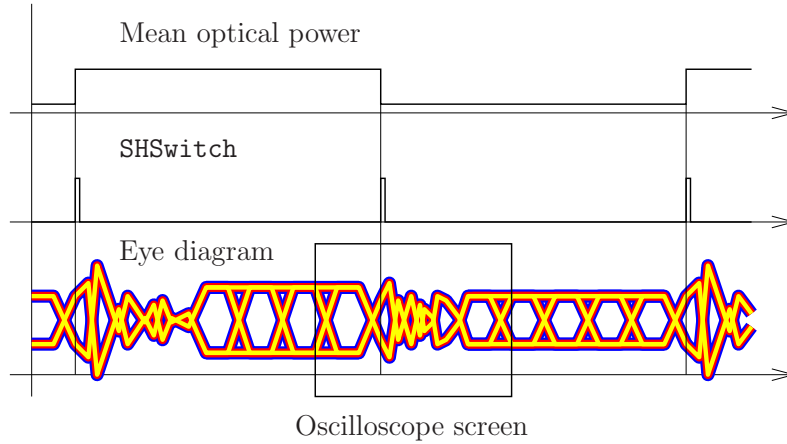 Mean optical power
SHSwitch
Eye diagram
Oscilloscope screen